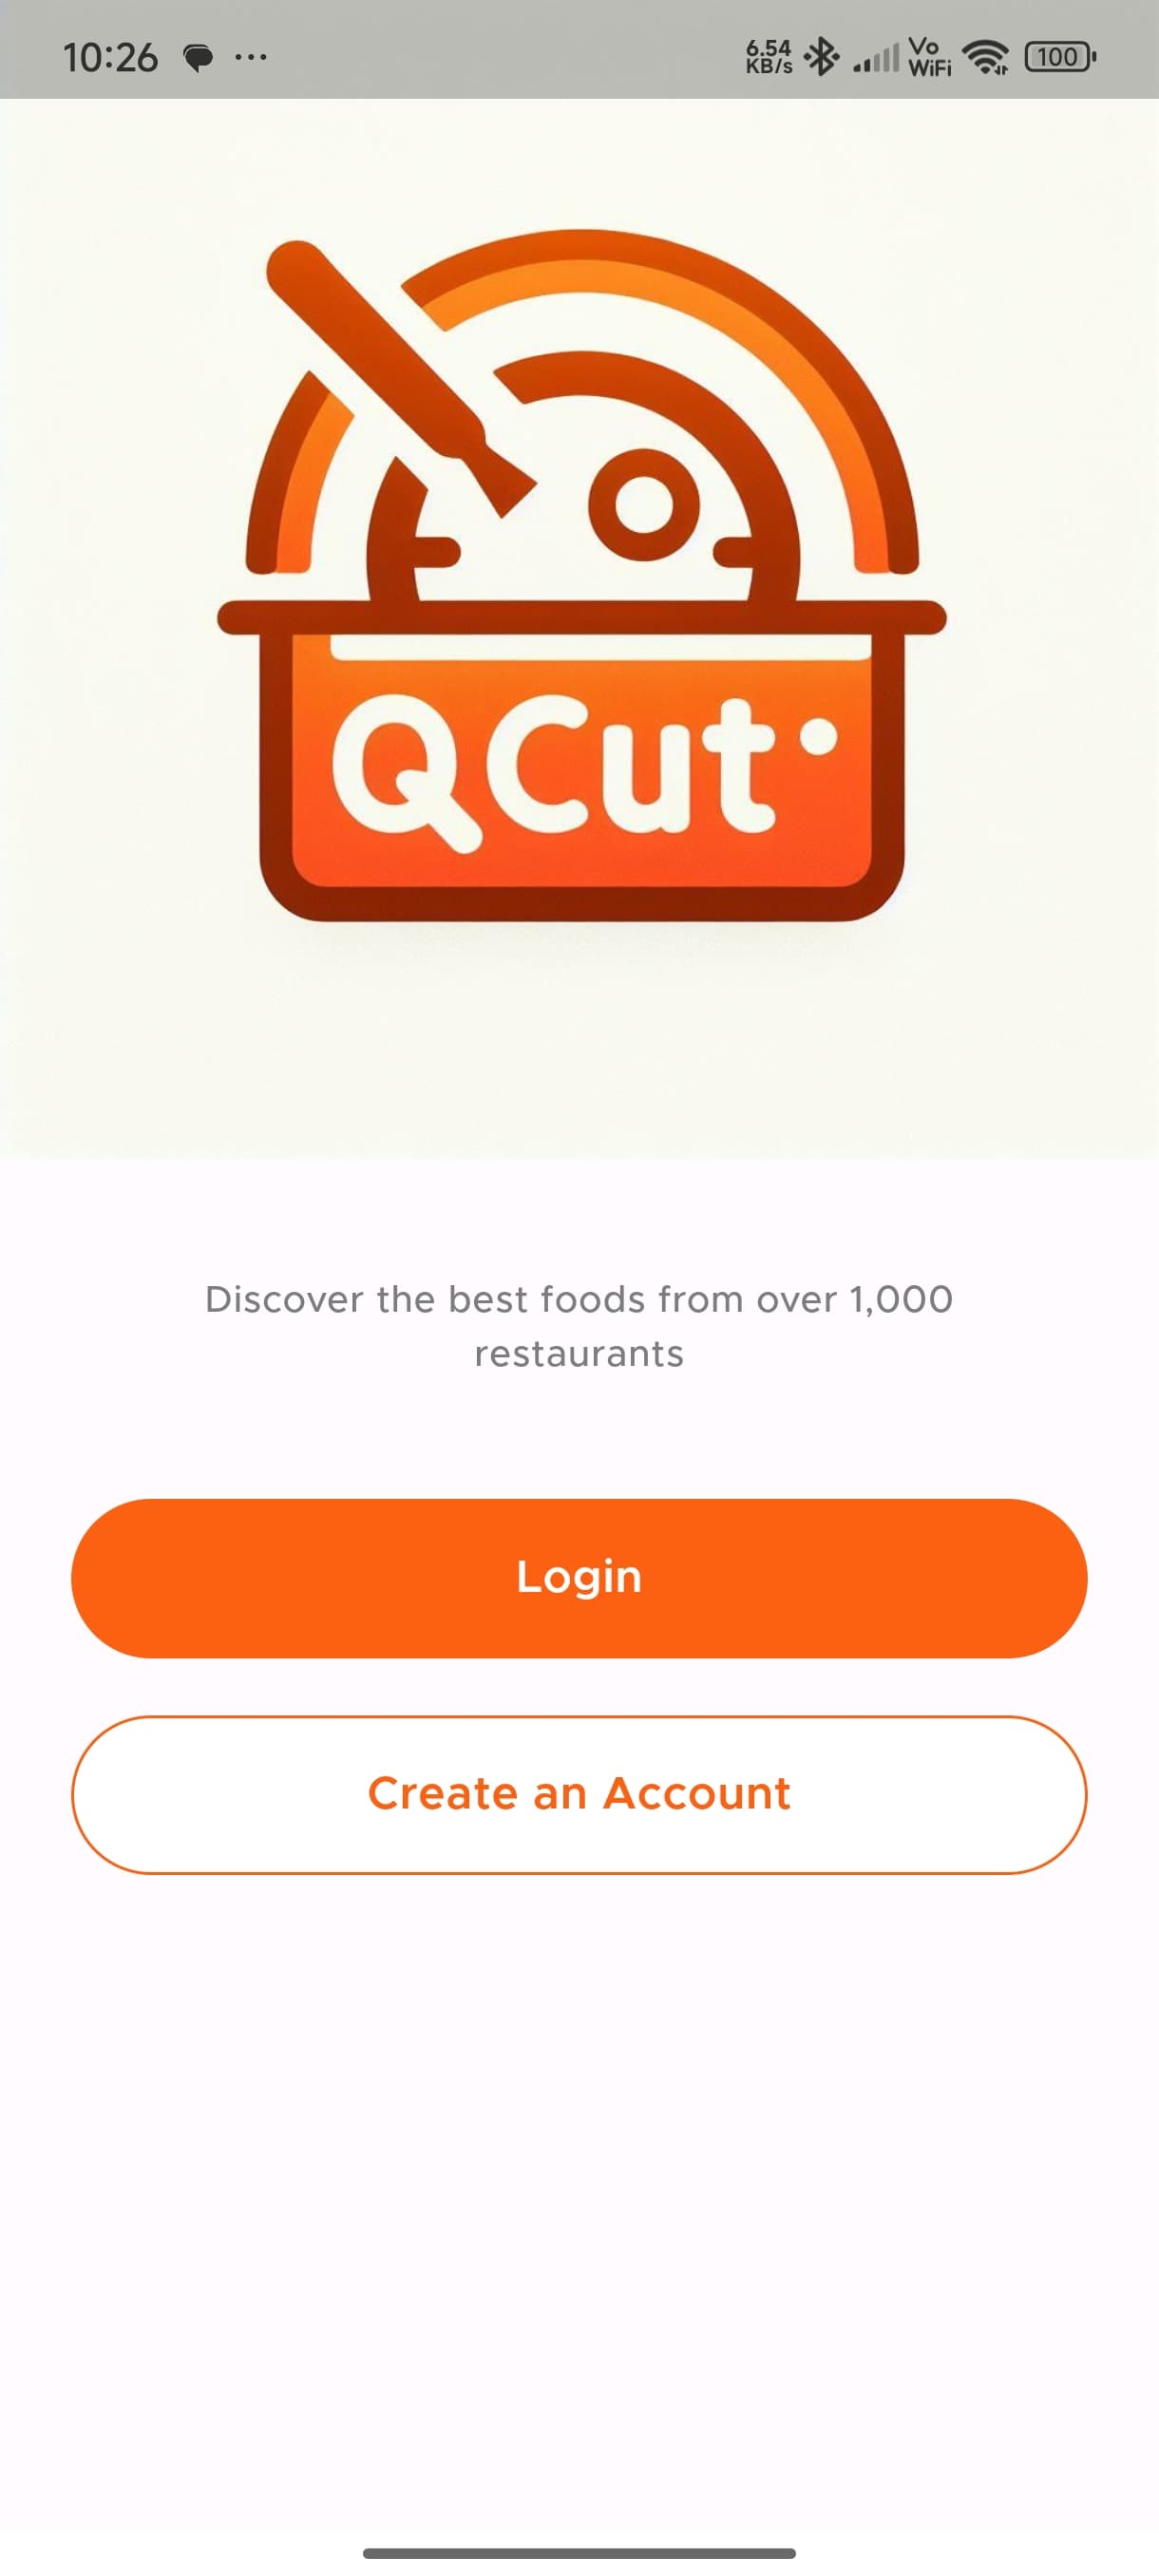 10:26
6.54
KB/s
Vo
WiFi
100
QCut
Discover the best foods from over 1,000
restaurants
Login
Create an Account